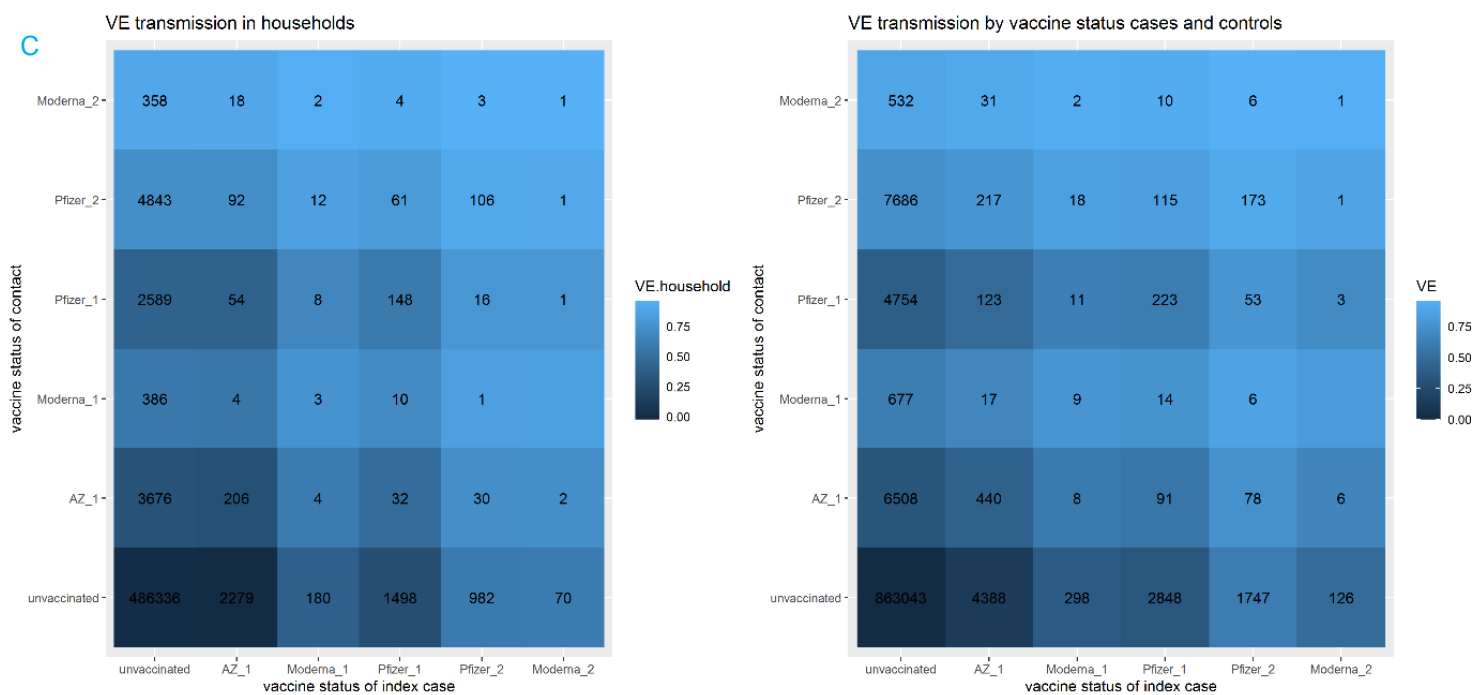 C
VE transmission in households
Moderna_2 358 18 2 4 3 1
Pfizer_2 4843 92 12 61 106 1
Pfizer_1 2589 54 8 148 16 1
Moderna_1 386 4 3 10 1
AZ_1 3676 206 4 32 30 2
unvaccinated 486336 2279 180 1498 982 70
unvaccinated AZ_1 Moderna_1 Pfizer_1 Pfizer_2 Moderna_2
vaccine status of index case
vaccine status of contact
VE.household
0.75
0.50
0.25
0.00
VE transmission by vaccine status cases and controls
Moderna_2 532 31 2 10 6 1
Pfizer_2 7686 217 18 115 173 1
Pfizer_1 4754 123 11 223 53 3
Moderna_1 677 17 9 14 6
AZ_1 6508 440 8 91 78 6
unvaccinated 863043 4388 298 2848 1747 126
unvaccinated AZ_1 Moderna_1 Pfizer_1 Pfizer_2 Moderna_2
vaccine status of index case
vaccine status of contact
VE
0.75
0.50
0.25
0.00